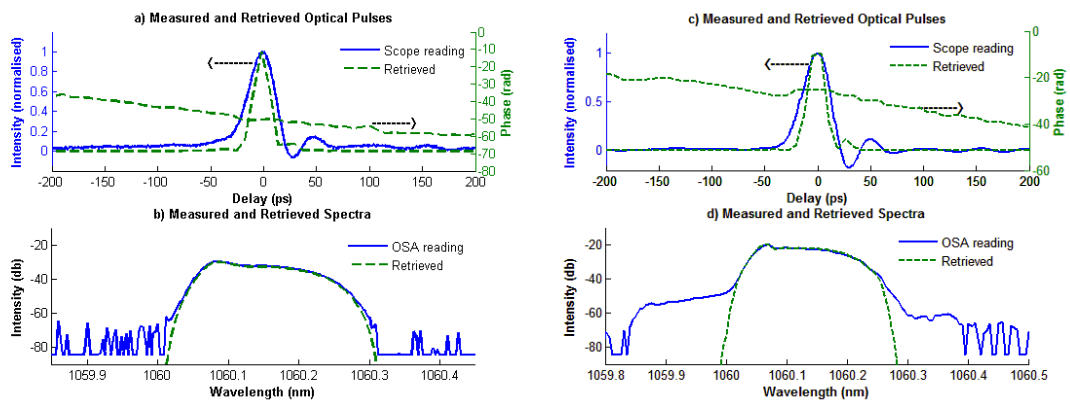 a) Measured and Retrieved Optical Pulses
Intensity (normalised)
1
0.8
0.6
0.4
0.2
0
Scope reading
Retrieved
0
-10
-20
-30
-40
-50
-60
-70
-80
Phase (rad)
-200 -150 -100 -50 0 50 100 150 200
Delay (ps)
b) Measured and Retrieved Spectra
Intensity (db)
-20
-40
-60
-80
OSA reading
Retrieved
1059.9 1060 1060.1 1060.2 1060.3 1060.4
Wavelength (nm)
c) Measured and Retrieved Optical Pulses
Intensity (normalised)
1
0.5
0
Scope reading
Retrieved
0
-20
-40
-60
Phase (rad)
-200 -150 -100 -50 0 50 100 150 200
Delay (ps)
d) Measured and Retrieved Spectra
Intensity (db)
-20
-40
-60
-80
OSA reading
Retrieved
1059.8 1059.9 1060 1060.1 1060.2 1060.3 1060.4 1060.5
Wavelength (nm)